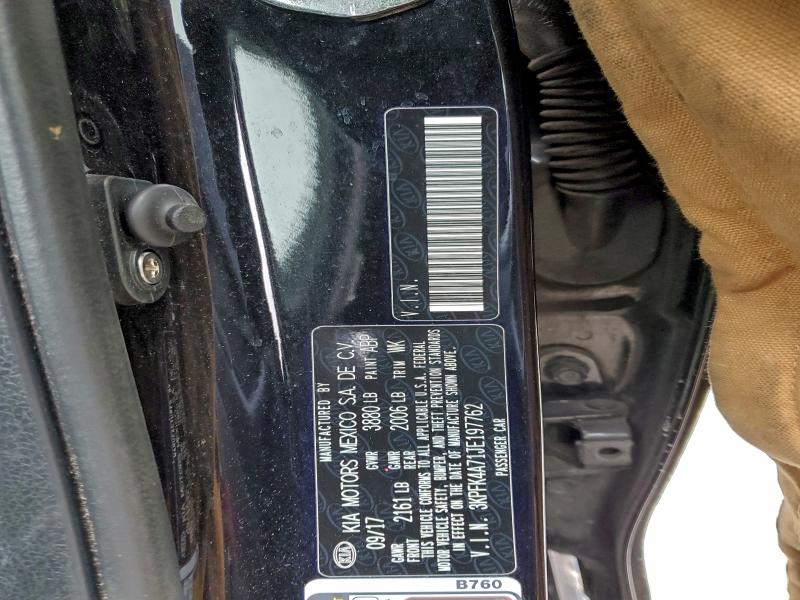 MANUFACTURED BY
KIA KIA MOTORS MEXICO S.A. DE C.V.
09/17 GVWR 3880 LB PAINT ABP
GAWR FRONT 2161 LB GAWR REAR 2006 LB TRIM WK
THIS VEHICLE CONFORMS TO ALL APPLICABLE U.S.A. FEDERAL
MOTOR VEHICLE SAFETY, BUMPER, AND THEFT PREVENTION STANDARDS
IN EFFECT ON THE DATE OF MANUFACTURE SHOWN ABOVE.
V.I.N. 3KPFK4A71JE197762
PASSENGER CAR
V.I.N.
B760